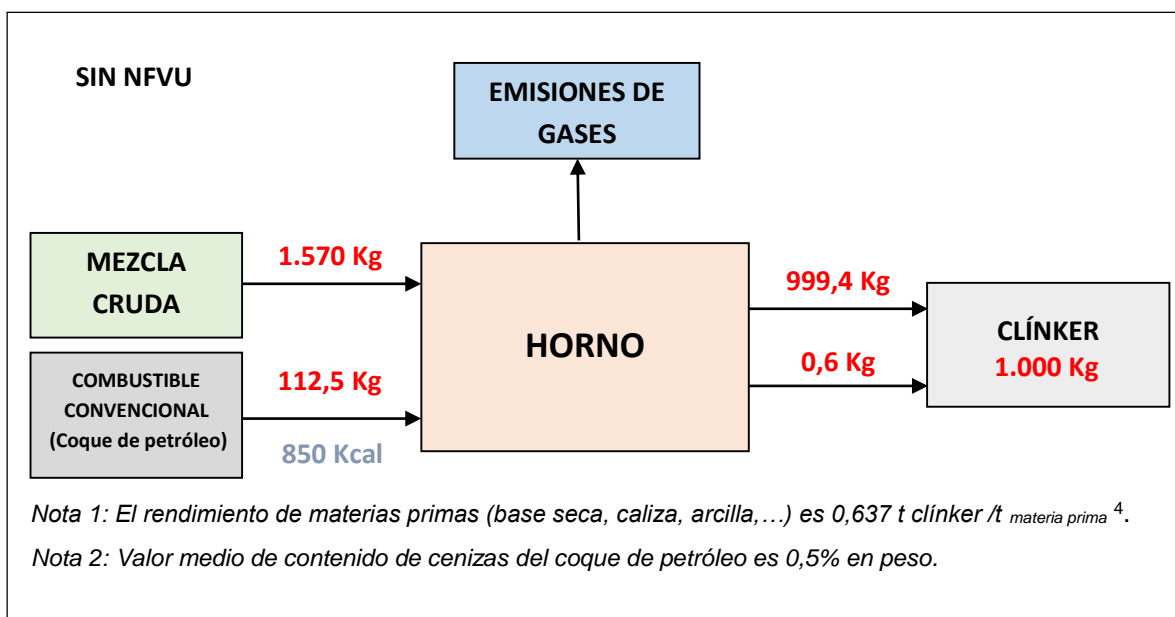 SIN NFVU
EMISIONES DE
GASES
MEZCLA
CRUDA
1.570 Kg
HORNO
999,4 Kg
CLÍNKER
1.000 Kg
0,6 Kg
COMBUSTIBLE
CONVENCIONAL
(Coque de petróleo)
112,5 Kg
850 Kcal
Nota 1: El rendimiento de materias primas (base seca, caliza, arcilla,…) es 0,637 t clínker /t materia prima 4.
Nota 2: Valor medio de contenido de cenizas del coque de petróleo es 0,5% en peso.